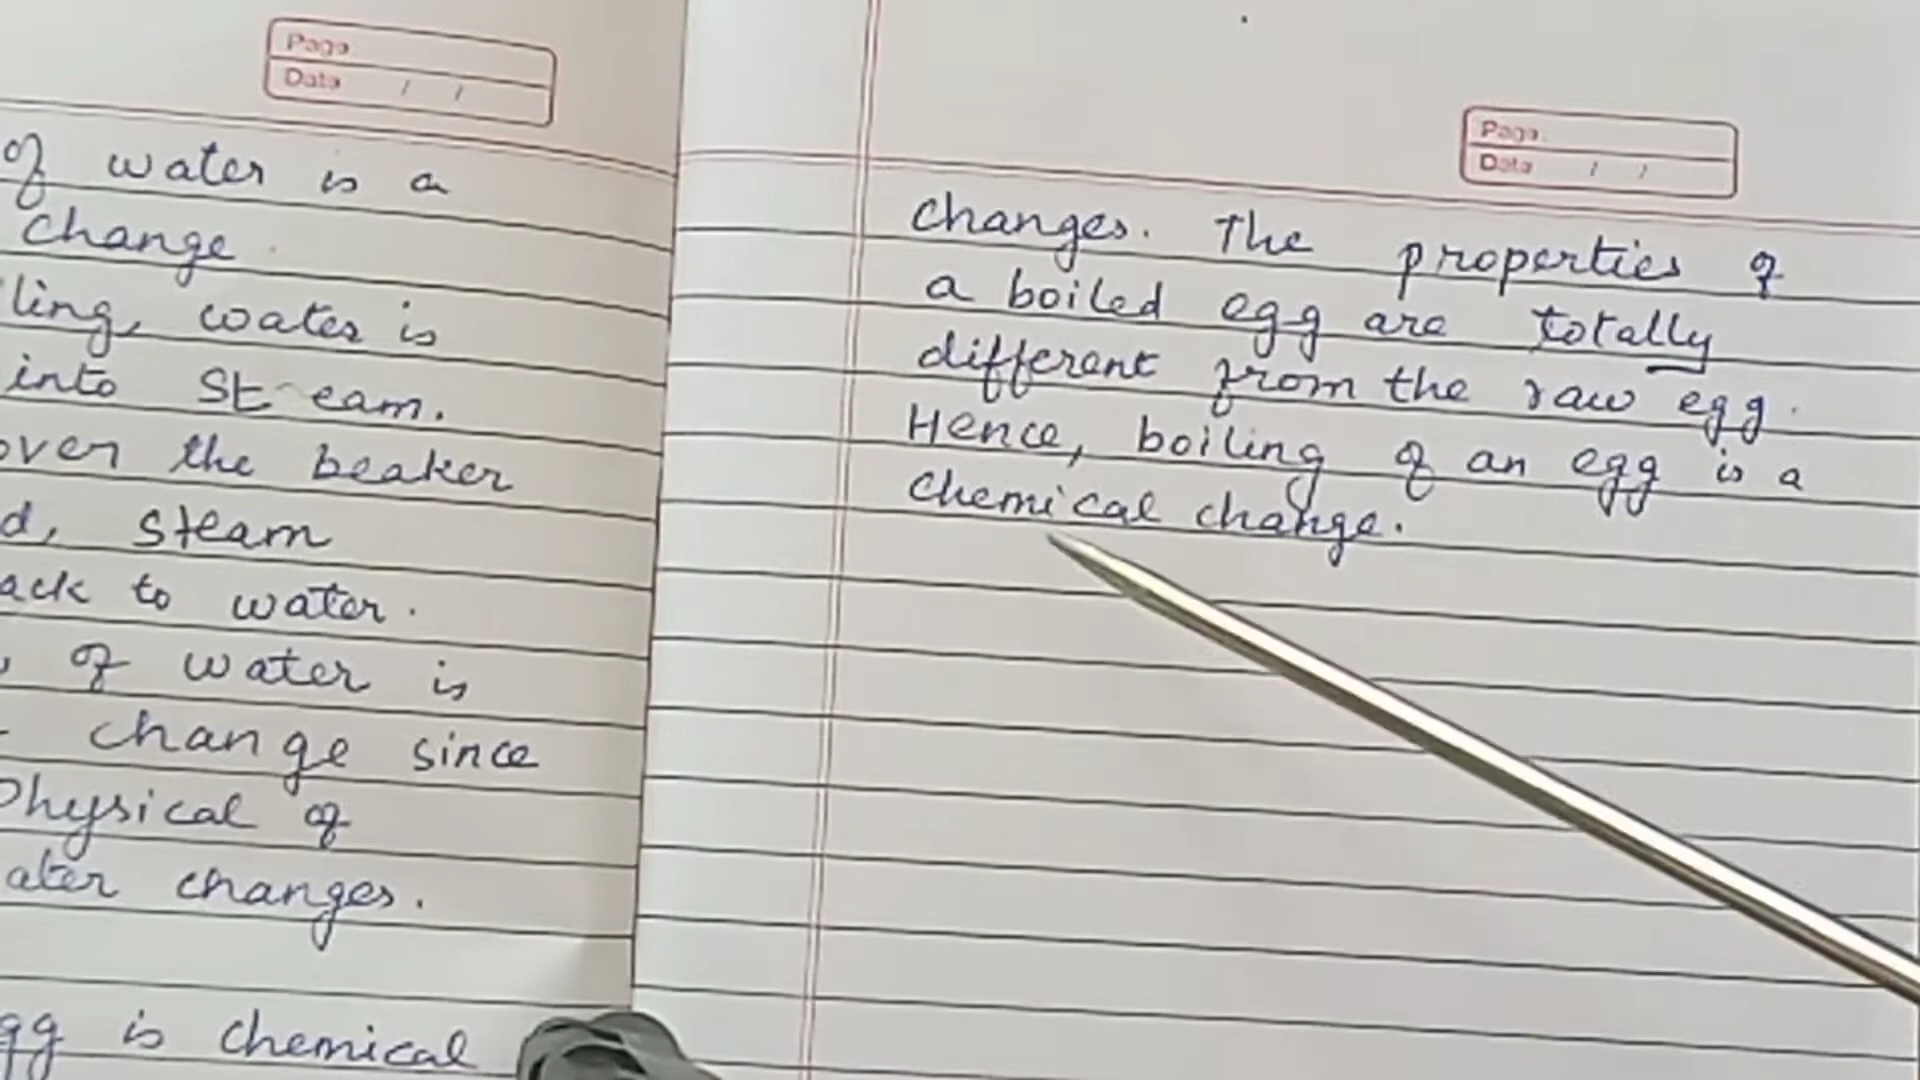 Page
Date / /
of water is a
change
ling, water is
into Steam.
over the beaker
d, steam
ack to water.
of water is
change since
Physical of
ater changes.
gg is chemical
Page:
Date / /
changes. The properties of
a boiled egg are totally
different from the raw egg.
Hence, boiling of an egg is a
chemical change.